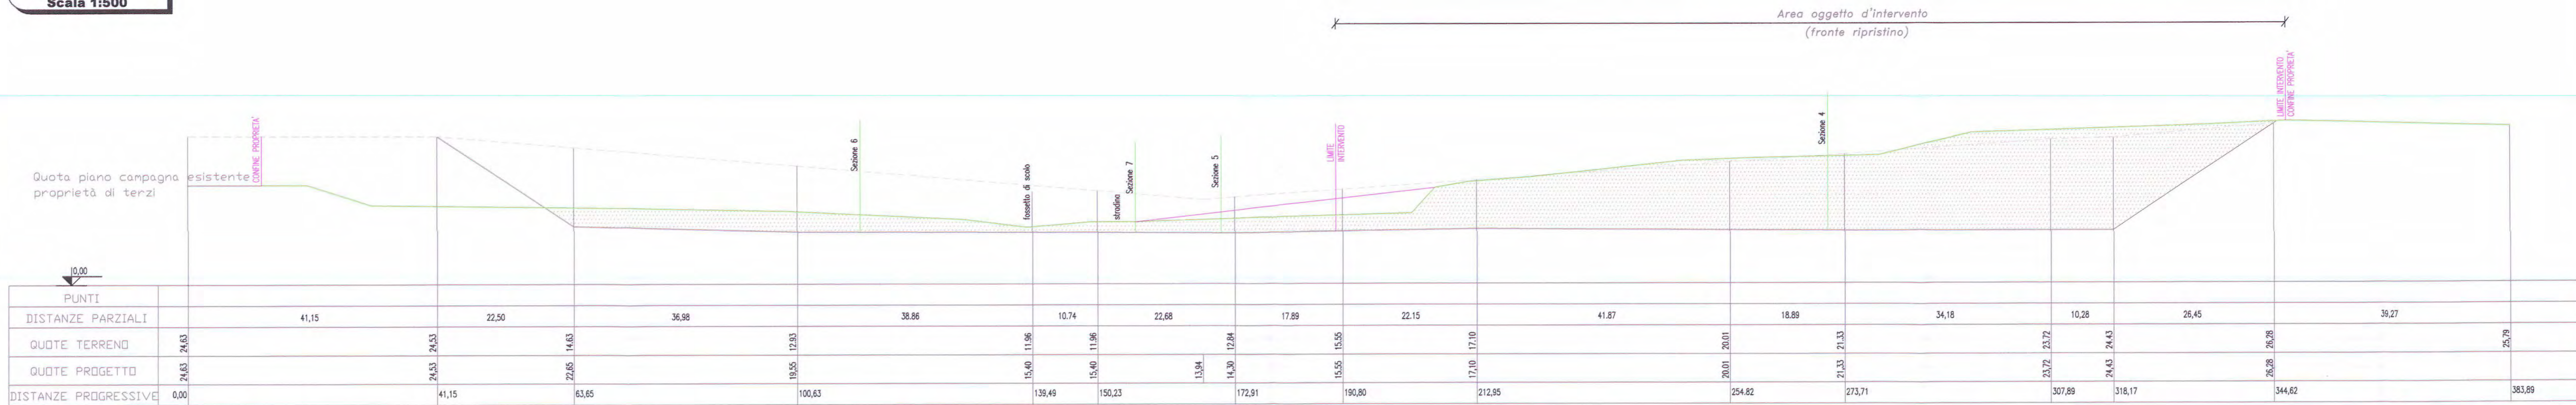 Scala 1:500
Area oggetto d'intervento
(fronte ripristino)
LIMITE INTERVENTO
CONFINE PROPRIETA'
CONFINE PROPRIETA'
Sezione 6
fossetto di scolo
stradino
Sezione 7
Sezione 5
LIMITE
INTERVENTO
Sezione 4
Quota piano campagna esistente
proprietà di terzi
0,00
PUNTI
DISTANZE PARZIALI 41,15 22,50 36,98 38.86 10.74 22,68 17.89 22.15 41.87 18.89 34,18 10,28 26,45 39,27
QUOTE TERRENO 24,63 24,53 14.63 12.93 11.96 11.96 12,84 15.55 17,10 20.01 21.33 23.72 24.43 26,28 25,79
QUOTE PROGETTO 24,63 24,53 22,65 19,55 15,40 15,40 13,94 14,30 15.55 17,10 20,01 21,33 23,72 24,43 26,28
DISTANZE PROGRESSIVE 0,00 41,15 63,65 100,63 139,49 150,23 172,91 190,80 212,95 254.82 273,71 307,89 318,17 344,62 383,89